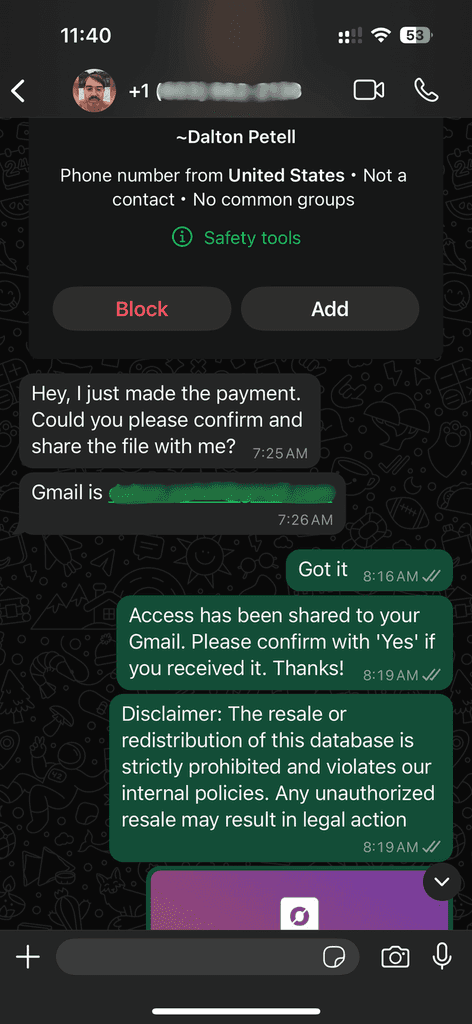 11:40
53
+1 (
~Dalton Petell
Phone number from United States • Not a
contact • No common groups
Safety tools
Block
Add
Hey, I just made the payment.
Could you please confirm and
share the file with me? 7:25 AM
Gmail is
7:26 AM
Got it 8:16 AM
Access has been shared to your
Gmail. Please confirm with 'Yes' if
you received it. Thanks! 8:19 AM
Disclaimer: The resale or
redistribution of this database is
strictly prohibited and violates our
internal policies. Any unauthorized
resale may result in legal action
8:19 AM